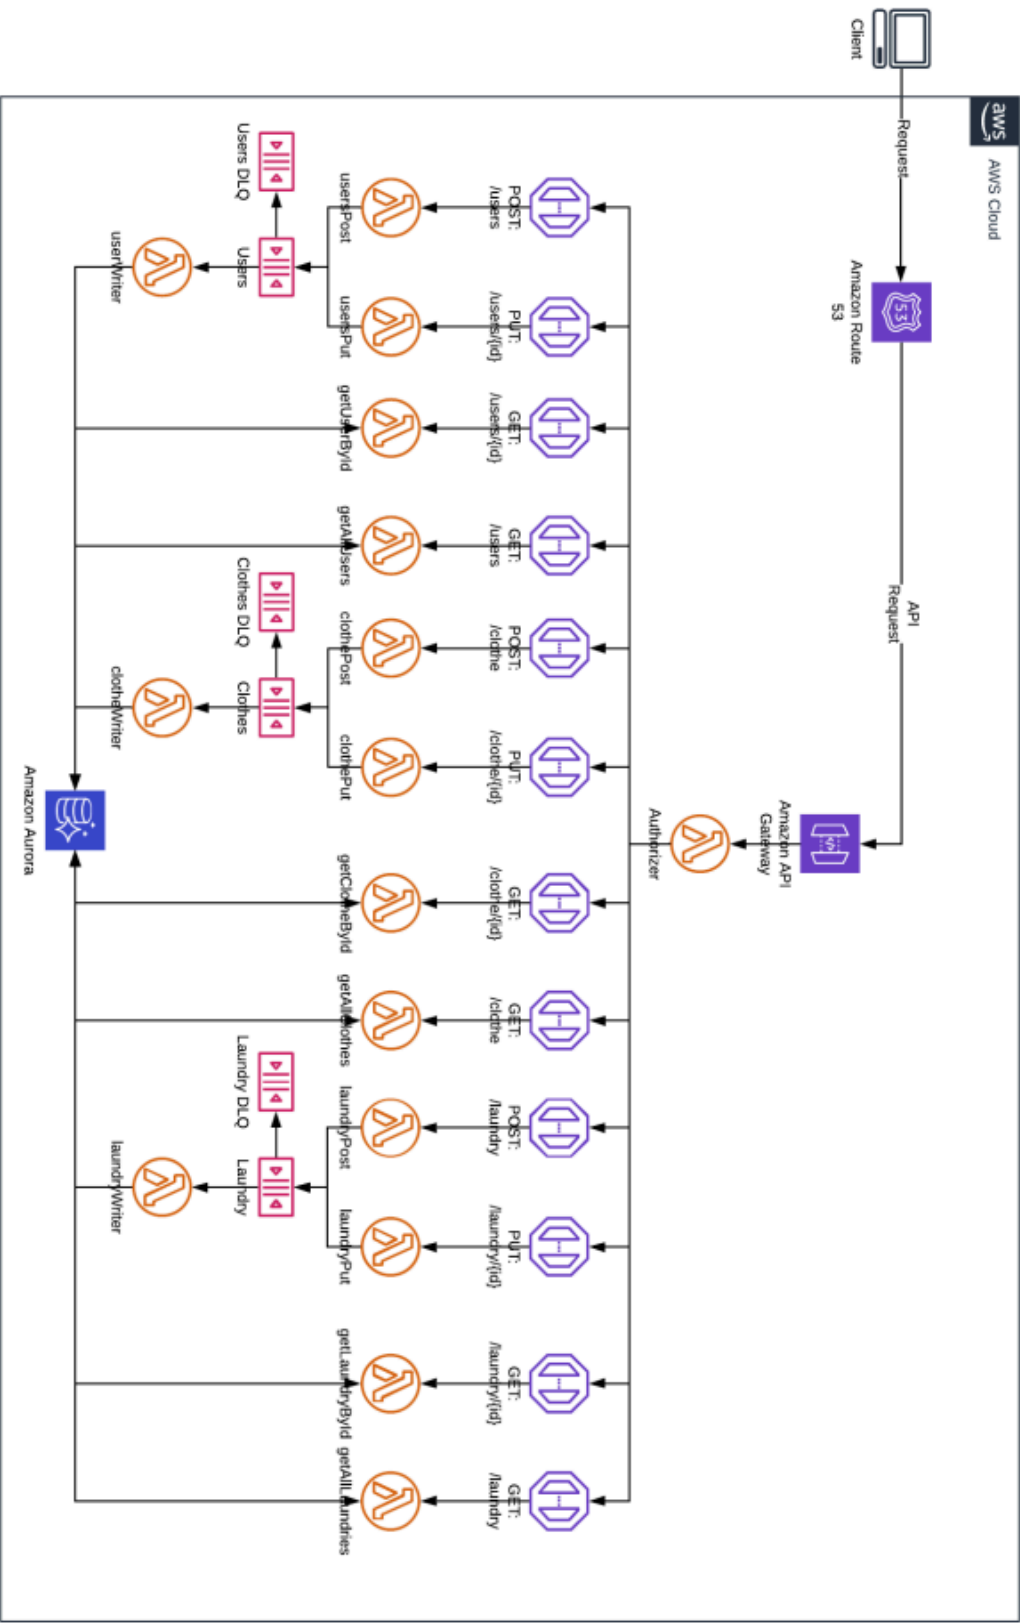 aws
AWS Cloud
Client
Request
Amazon Route
53
API
Request
Amazon API
Gateway
Authorizer
POST:
/users
PUT:
/users/{id}
GET:
/users/{id}
GET:
/users
POST:
/clothe
PUT:
/clothe/{id}
GET:
/clothe/{id}
GET:
/clothe
POST:
/laundry
PUT:
/laundry/{id}
GET:
/laundry/{id}
GET:
/laundry
usersPost
usersPut
getUserById
getAllUsers
clothePost
clothePut
getClotheById
getAllClothes
laundryPost
laundryPut
getLaundryById
getAllLaundries
Users DLQ
Users
Clothes DLQ
Clothes
Laundry DLQ
Laundry
userWriter
clotheWriter
laundryWriter
Amazon Aurora